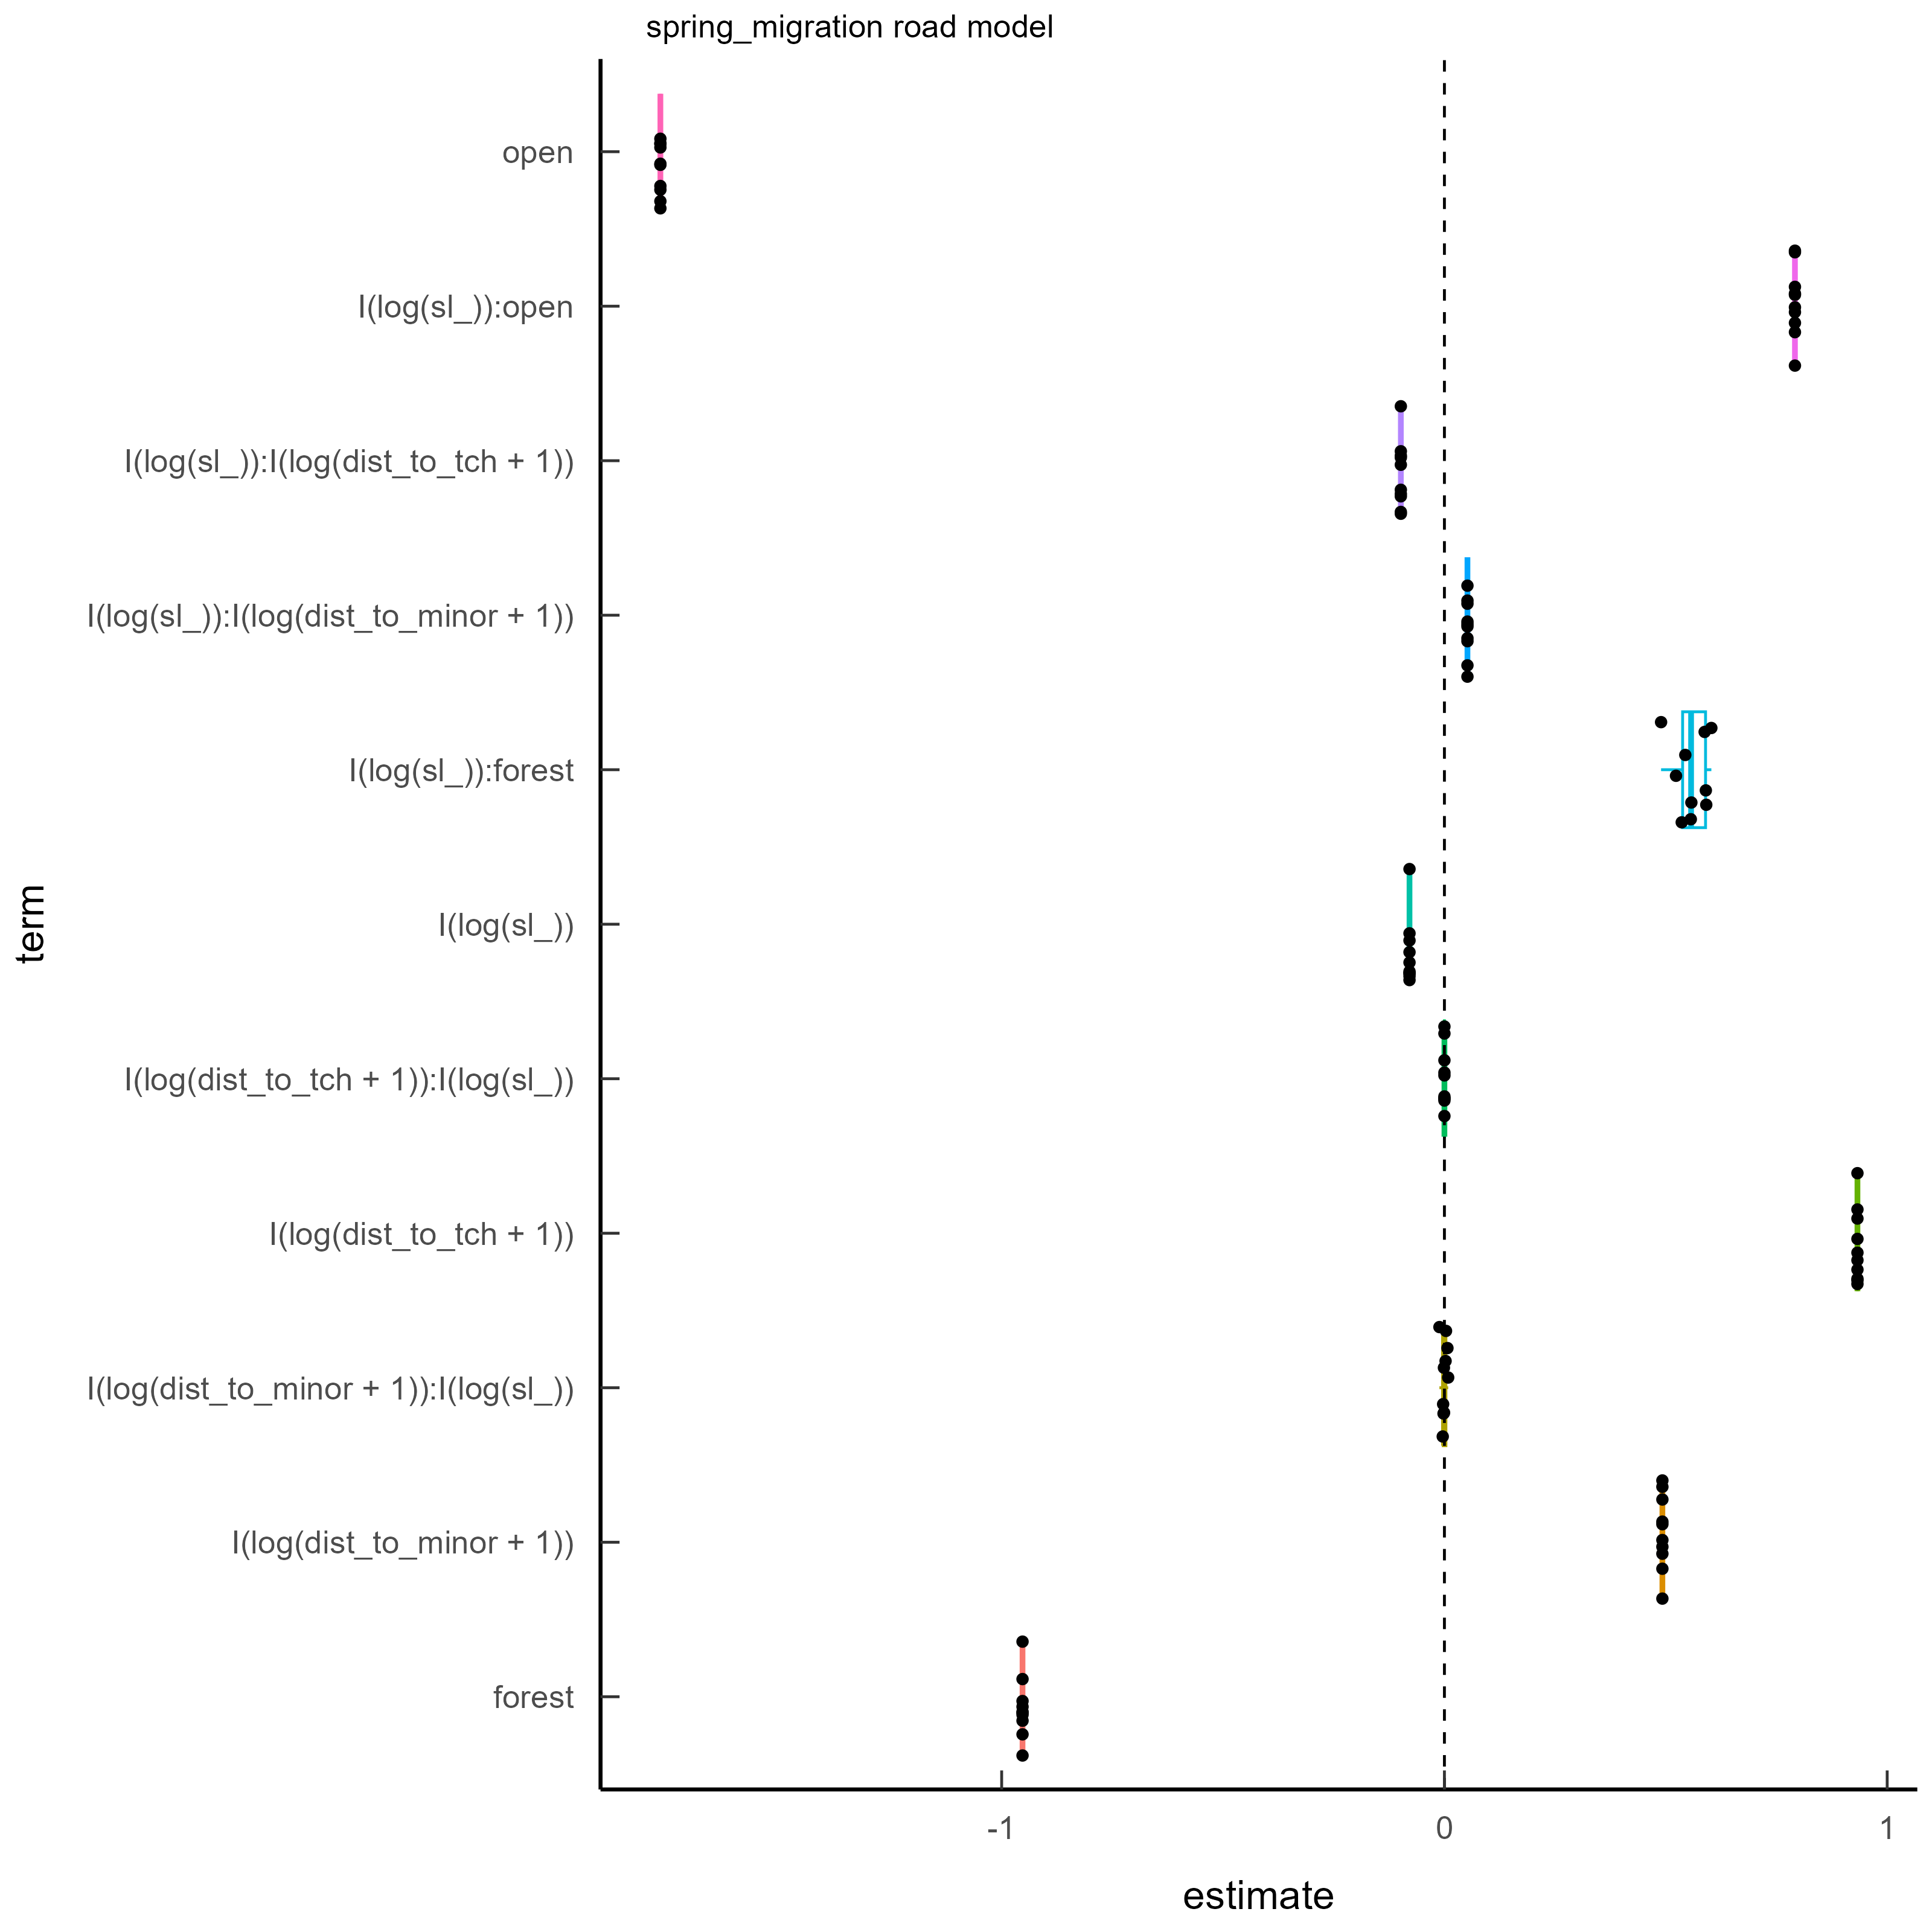 spring_migration road model
open
I(log(sl_)):open
I(log(sl_)):I(log(dist_to_tch + 1))
I(log(sl_)):I(log(dist_to_minor + 1))
I(log(sl_)):forest
I(log(sl_))
I(log(dist_to_tch + 1)):I(log(sl_))
I(log(dist_to_tch + 1))
I(log(dist_to_minor + 1)):I(log(sl_))
I(log(dist_to_minor + 1))
forest
term
-1
0
1
estimate